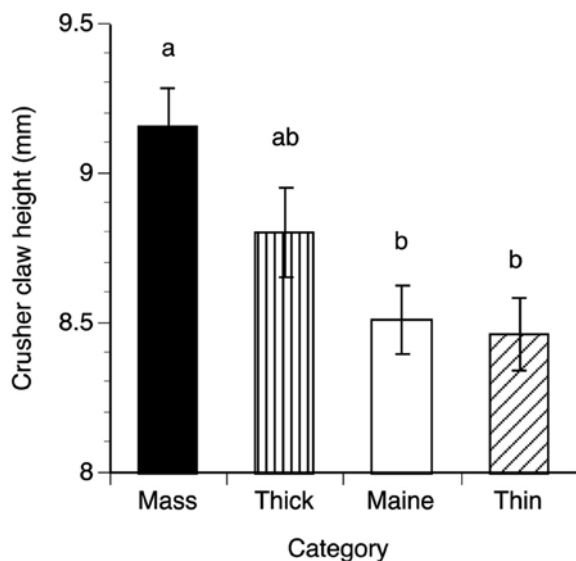 9.5
a
ab
9
b
b
8.5
8
Crusher claw height (mm)
Mass Thick Maine Thin
Category